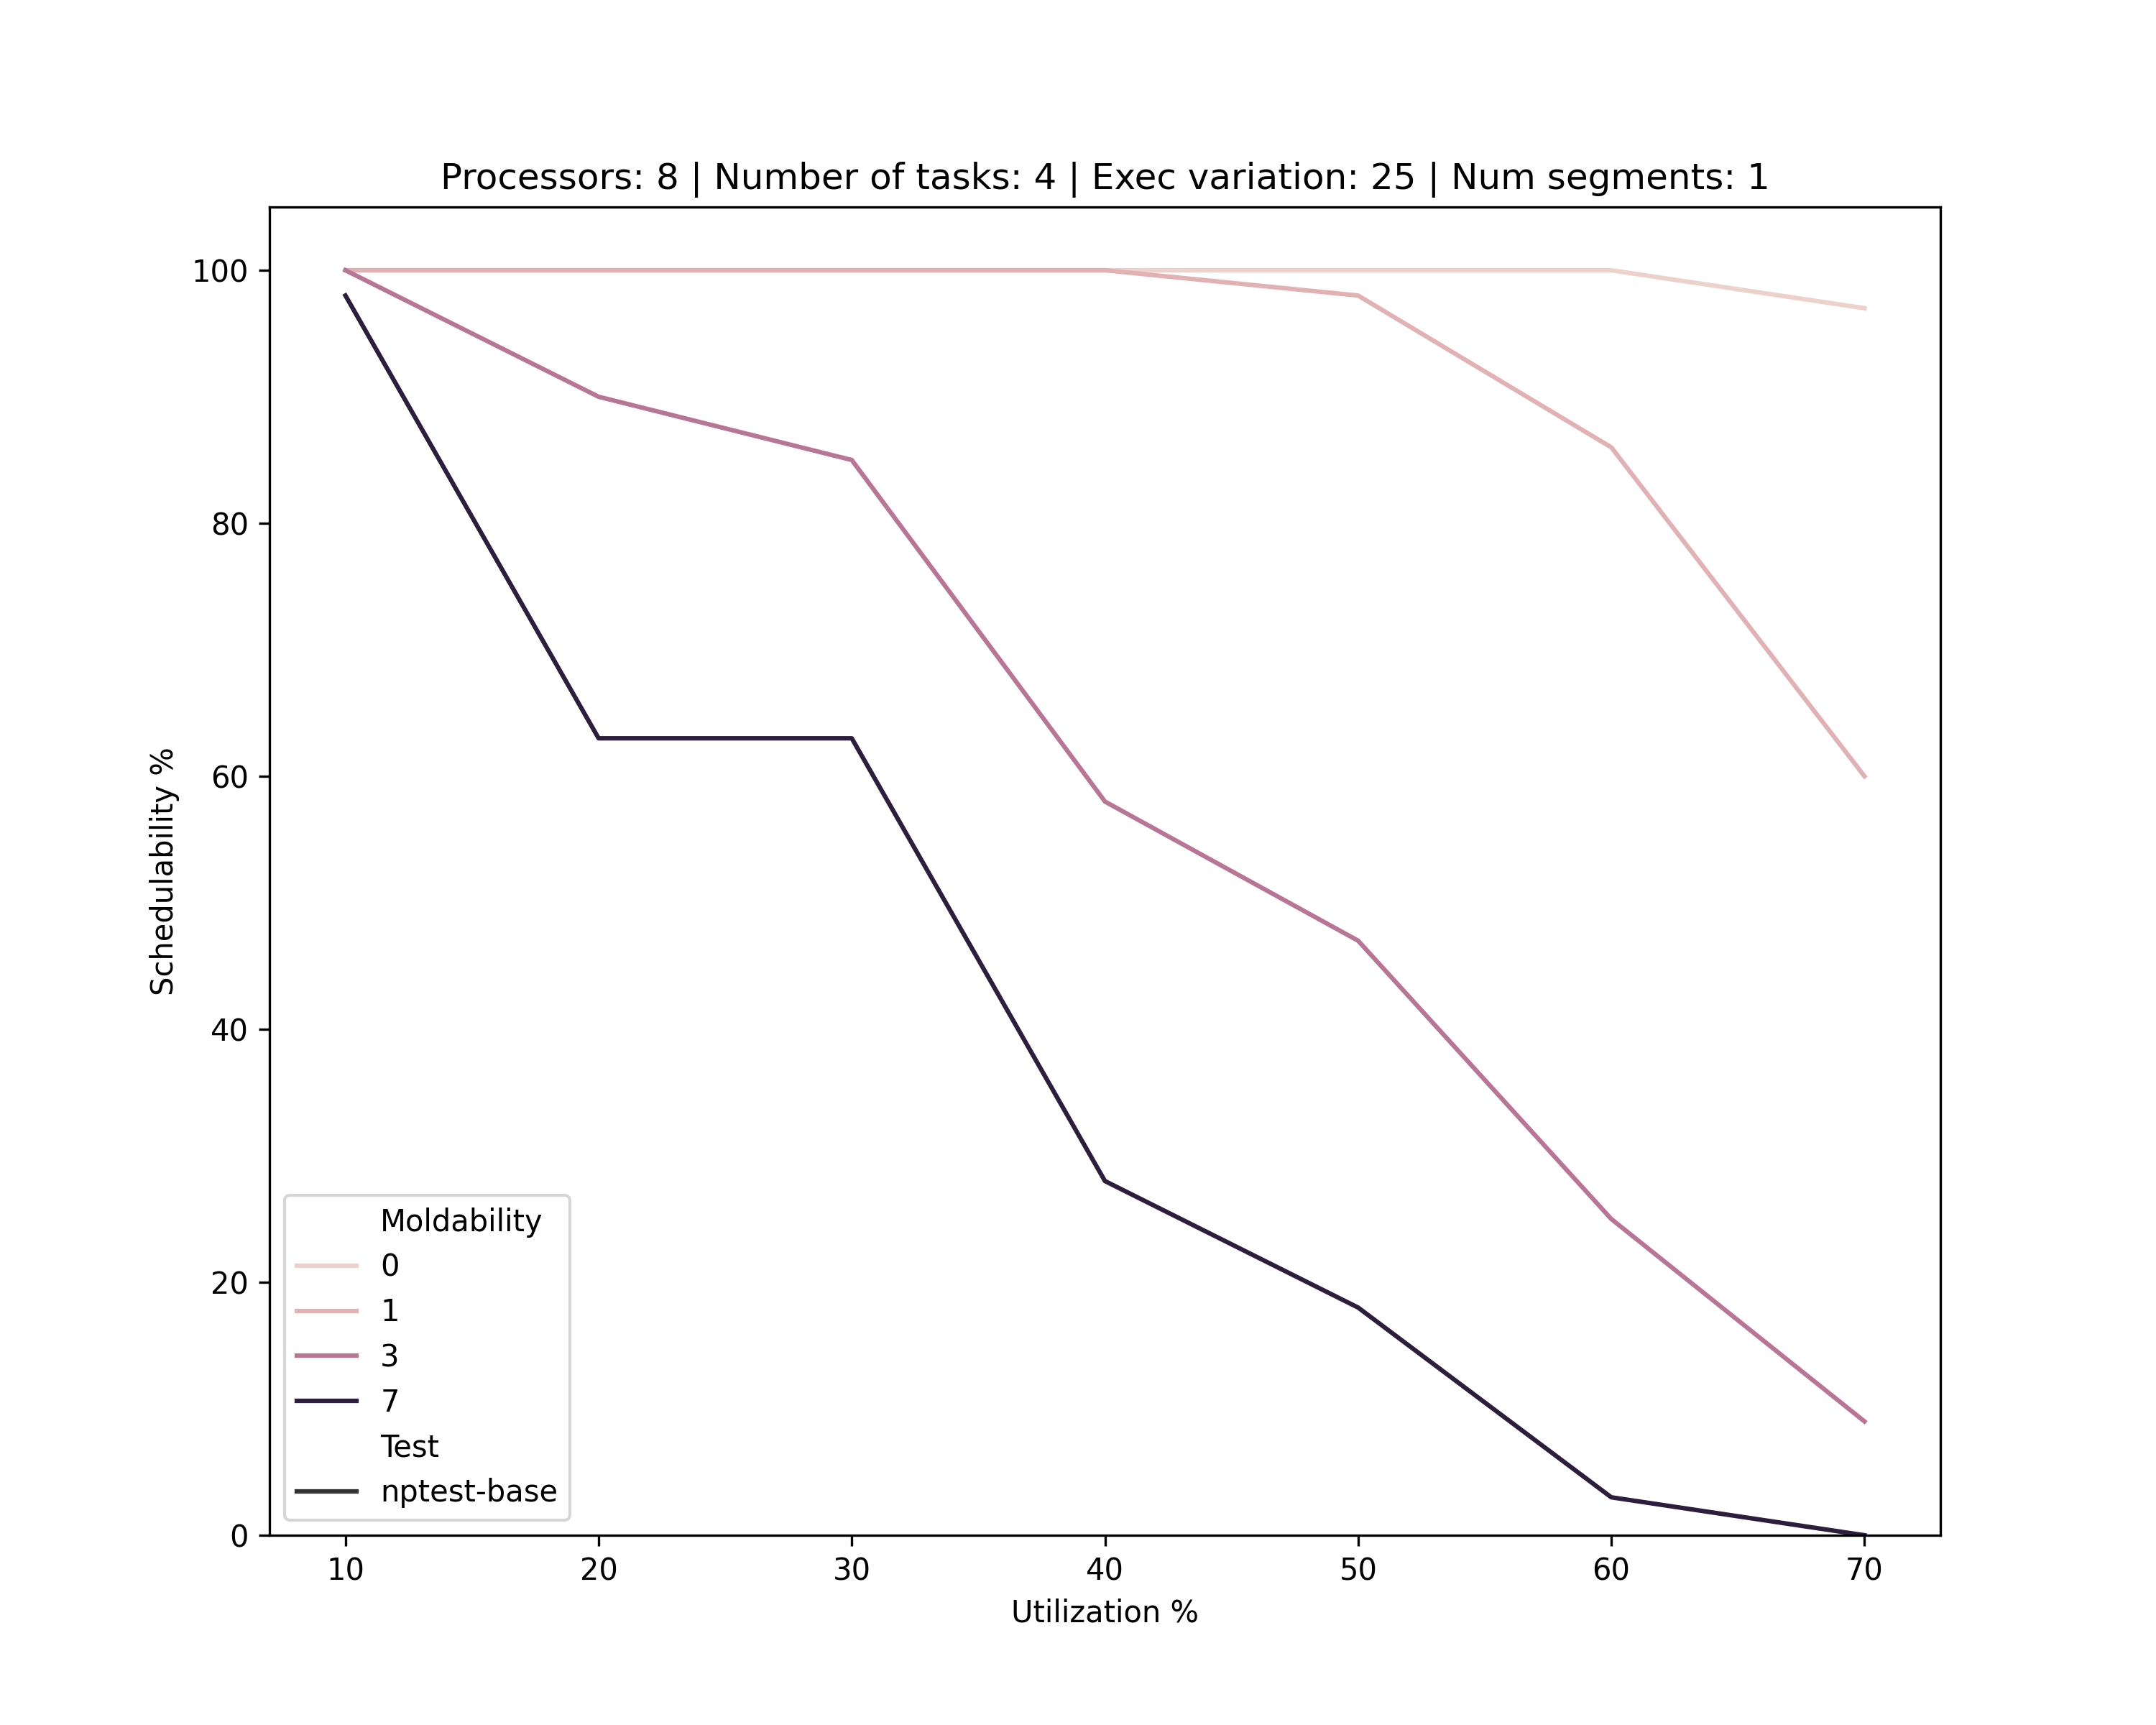 Processors: 8 | Number of tasks: 4 | Exec variation: 25 | Num segments: 1
Schedulability %
100
80
60
40
20
0
Moldability
0
1
3
7
Test
nptest-base
10 20 30 40 50 60 70
Utilization %